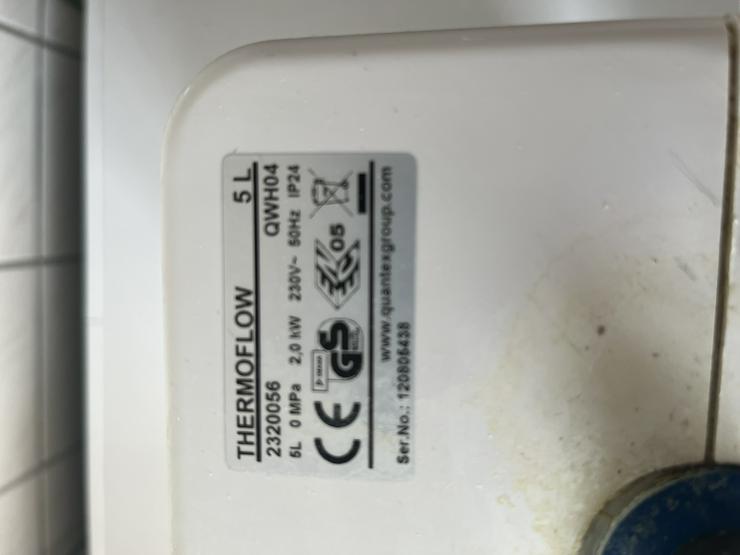 THERMOFLOW 5 L
2320056 QWH04
5L 0 MPa 2,0 kW 230V~ 50Hz IP24
CE GS 05
www.quantexgroup.com
Ser.No.: 120806438